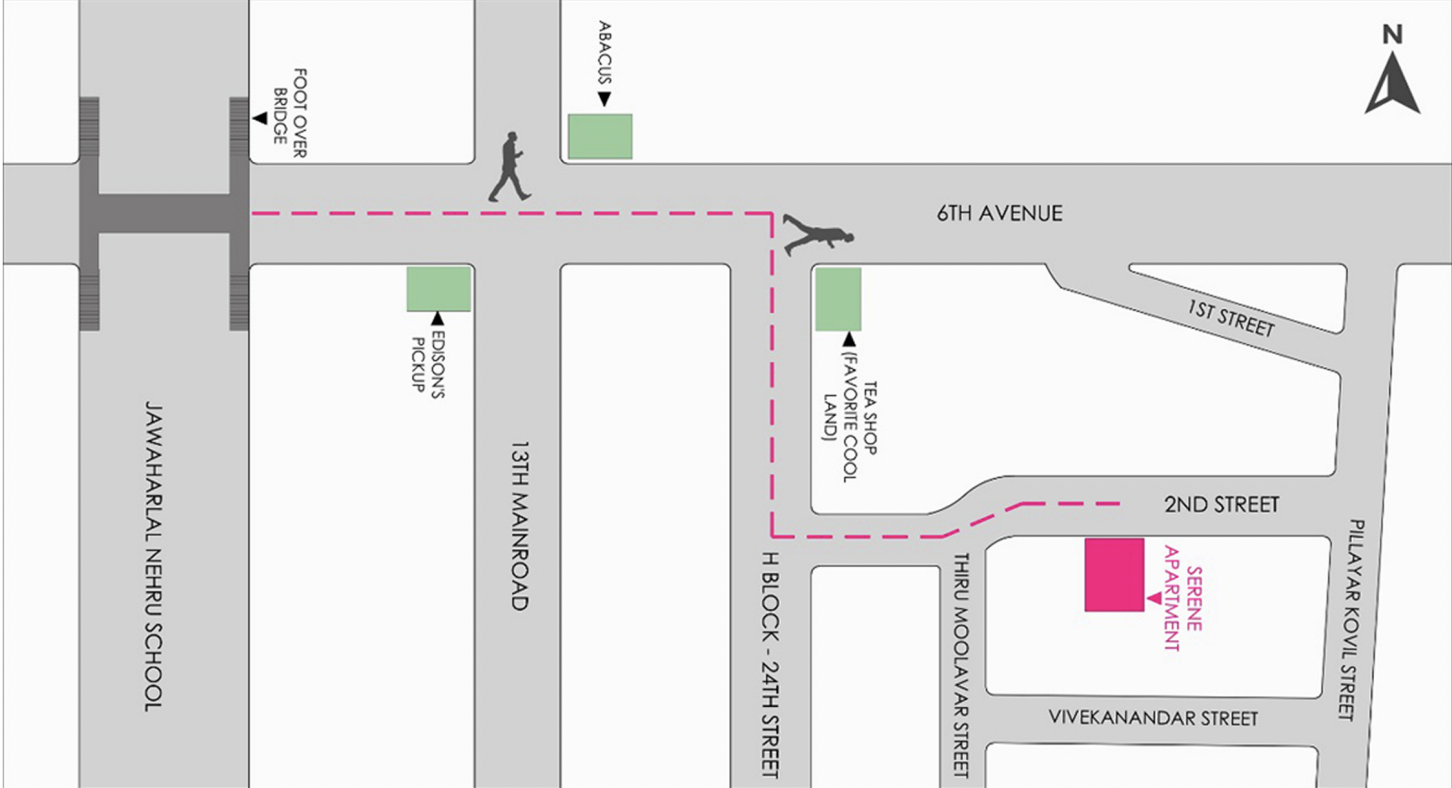 N
ABACUS
FOOT OVER
BRIDGE
6TH AVENUE
1ST STREET
EDISON'S
PICKUP
TEA SHOP
(FAVORITE COOL
LAND)
JAWAHARLAL NEHRU SCHOOL
13TH MAINROAD
2ND STREET
H BLOCK - 24TH STREET
THIRU MOOLAVAR STREET
SERENE
APARTMENT
PILLAYAR KOVIL STREET
VIVEKANANDAR STREET